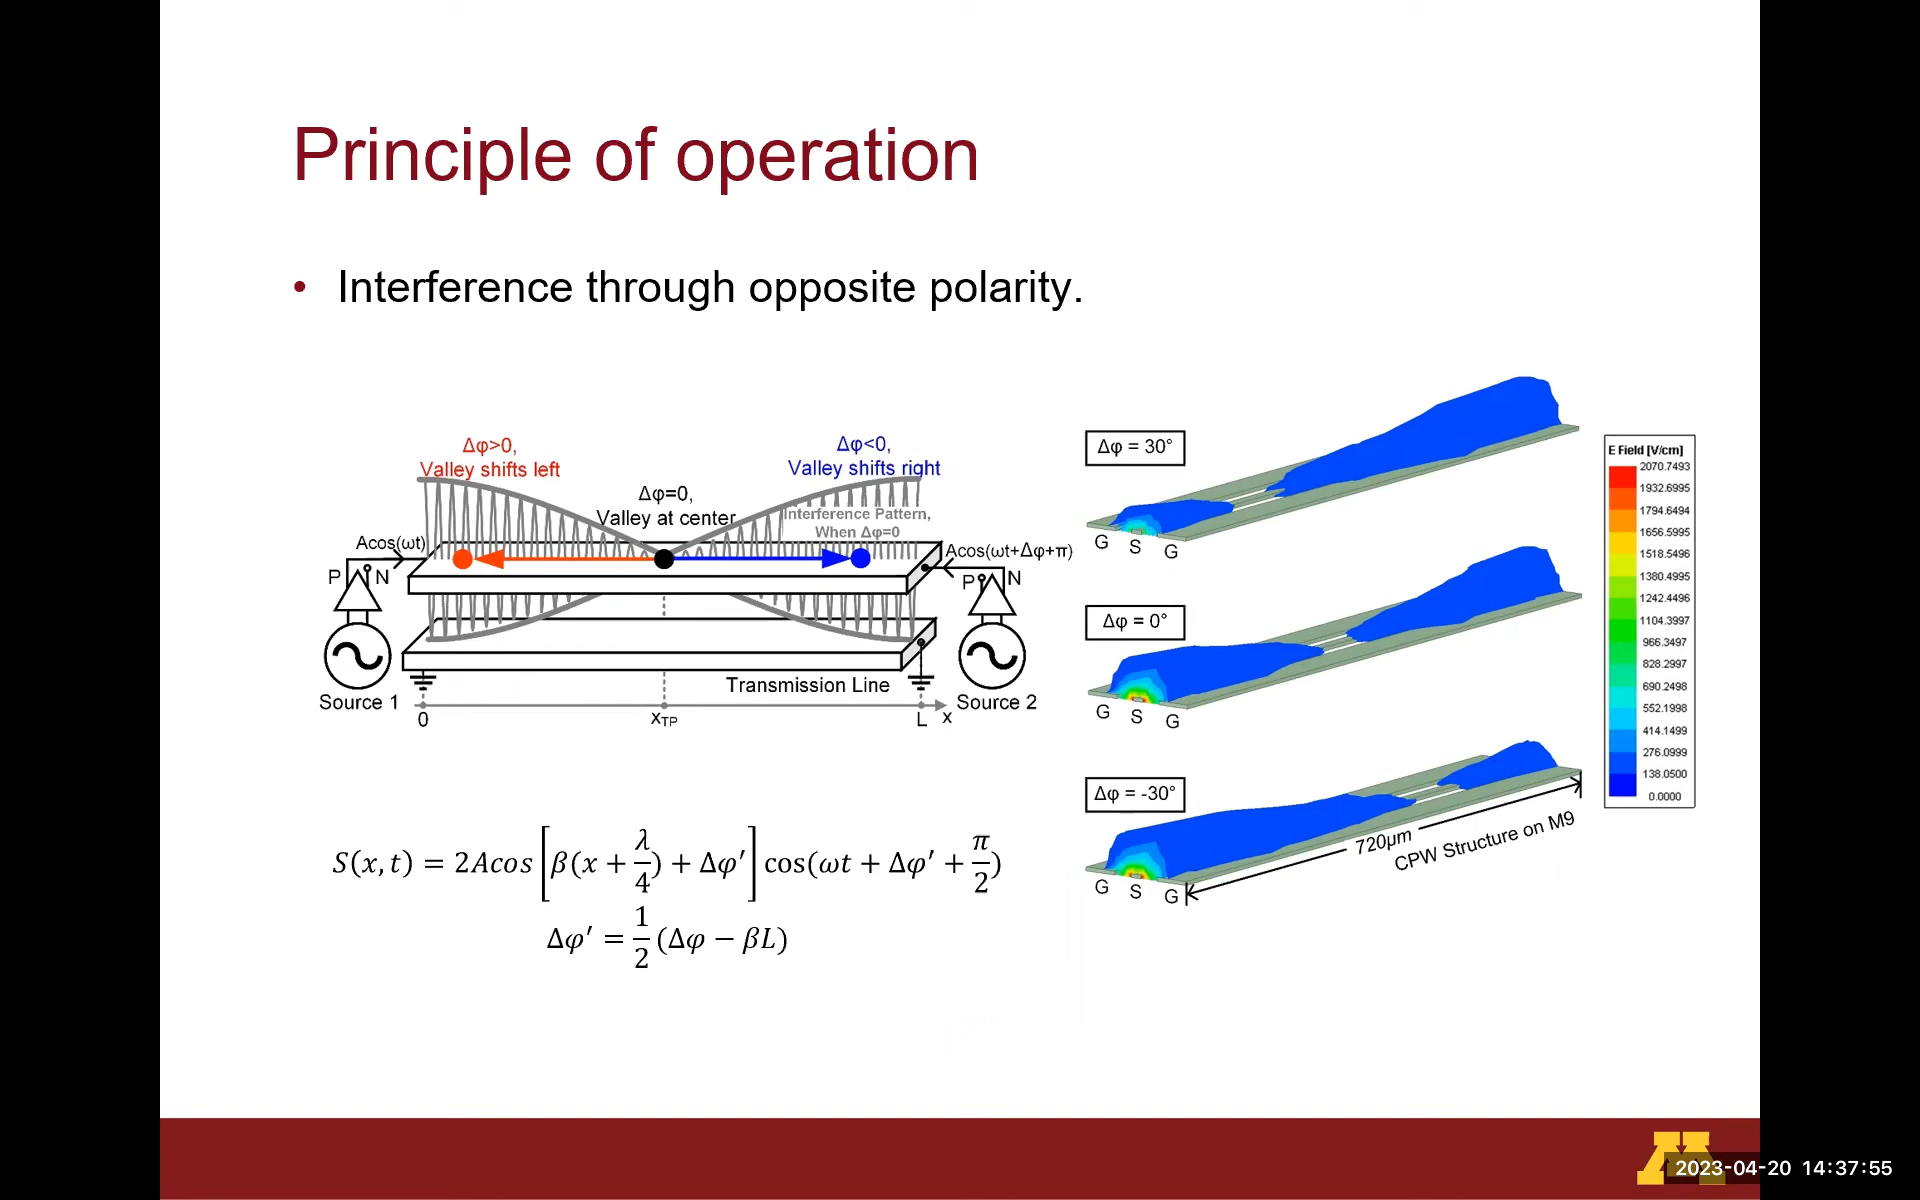 Principle of operation
• Interference through opposite polarity.
Δφ>0,
Valley shifts left
Δφ=0,
Valley at center
Δφ<0,
Valley shifts right
Interference Pattern,
When Δφ=0
Acos(ωt)
Acos(ωt+Δφ+π)
P N
P N
Source 1
Transmission Line
Source 2
0
xTP
L x
S(x, t) = 2Acos[β(x + λ/4) + Δφ′] cos(ωt + Δφ′ + π/2)
Δφ′ = 1/2 (Δφ − βL)
Δφ = 30°
G S G
Δφ = 0°
G S G
Δφ = -30°
G S G
720μm
CPW Structure on M9
E Field [V/cm]
2070.7493
1932.6995
1794.6494
1656.5995
1518.5496
1380.4995
1242.4496
1104.3997
966.3497
828.2997
690.2498
552.1998
414.1499
276.0999
138.0500
0.0000
2023-04-20 14:37:55